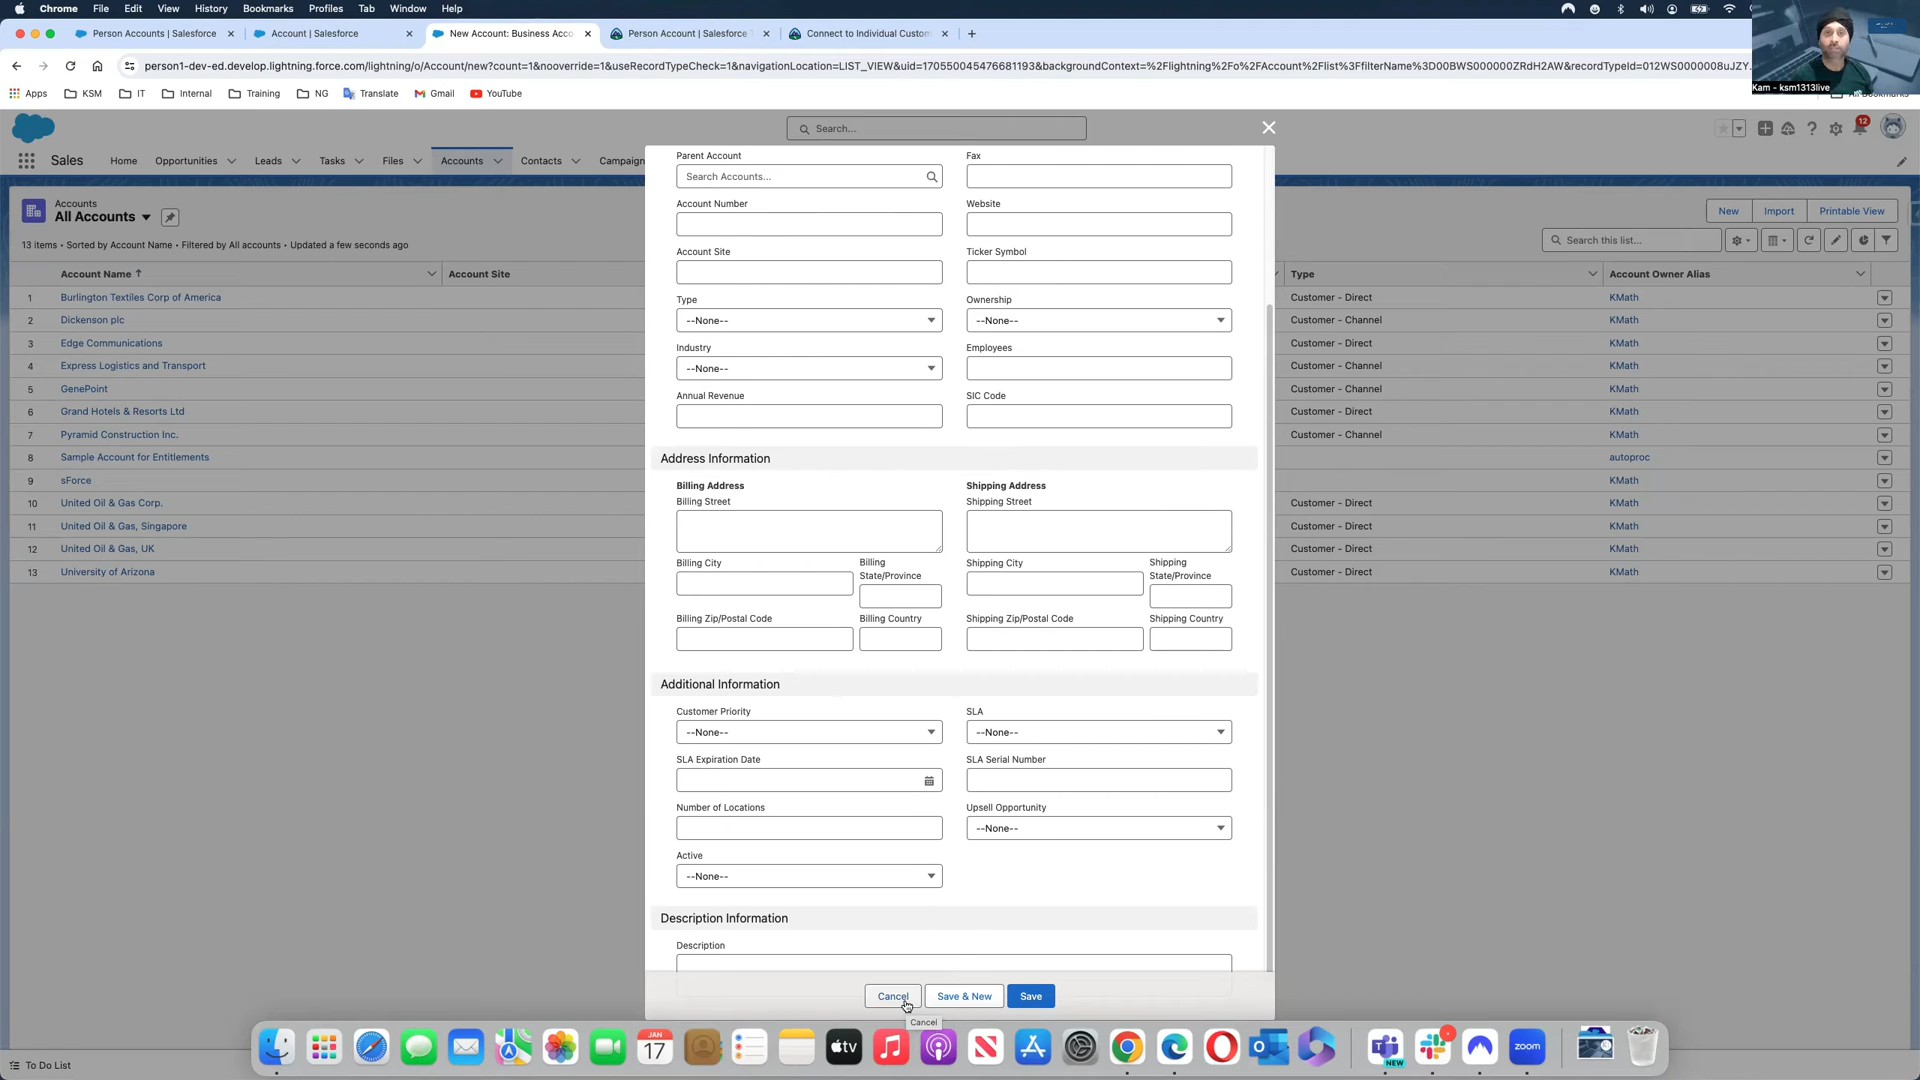 Chrome File Edit View History Bookmarks Profiles Tab Window Help
Person Accounts | Salesforce Account | Salesforce New Account: Business Acco Person Account | Salesforce Connect to Individual Custom
person1-dev-ed.develop.lightning.force.com/lightning/o/Account/new?count=1&nooverride=1&useRecordTypeCheck=1&navigationLocation=LIST_VIEW&uid=170550045476681193&backgroundContext=%2Flightning%2Fo%2FAccount%2Flist%3FfilterName%3D00BWS000000ZRdH2AW&recordTypeId=012WS0000008uJZY
Kam - ksm1313live
Apps KSM IT Internal Training NG Translate Gmail YouTube
Search... 12
Sales Home Opportunities Leads Tasks Files Accounts Contacts Campaign
Accounts
All Accounts
New Import Printable View
13 items • Sorted by Account Name • Filtered by All accounts • Updated a few seconds ago
Search this list...
Account Name Account Site Type Account Owner Alias
1 Burlington Textiles Corp of America Customer - Direct KMath
2 Dickenson plc Customer - Channel KMath
3 Edge Communications Customer - Direct KMath
4 Express Logistics and Transport Customer - Channel KMath
5 GenePoint Customer - Channel KMath
6 Grand Hotels & Resorts Ltd Customer - Direct KMath
7 Pyramid Construction Inc. Customer - Channel KMath
8 Sample Account for Entitlements autoproc
9 sForce KMath
10 United Oil & Gas Corp. Customer - Direct KMath
11 United Oil & Gas, Singapore Customer - Direct KMath
12 United Oil & Gas, UK Customer - Direct KMath
13 University of Arizona Customer - Direct KMath
Parent Account Fax
Search Accounts...
Account Number Website
Account Site Ticker Symbol
Type Ownership
--None-- --None--
Industry Employees
--None--
Annual Revenue SIC Code
Address Information
Billing Address Shipping Address
Billing Street Shipping Street
Billing City Billing State/Province Shipping City Shipping State/Province
Billing Zip/Postal Code Billing Country Shipping Zip/Postal Code Shipping Country
Additional Information
Customer Priority SLA
--None-- --None--
SLA Expiration Date SLA Serial Number
Number of Locations Upsell Opportunity
--None--
Active
--None--
Description Information
Description
Cancel Save & New Save
Cancel
JAN
17
tv
NEW
zoom
To Do List